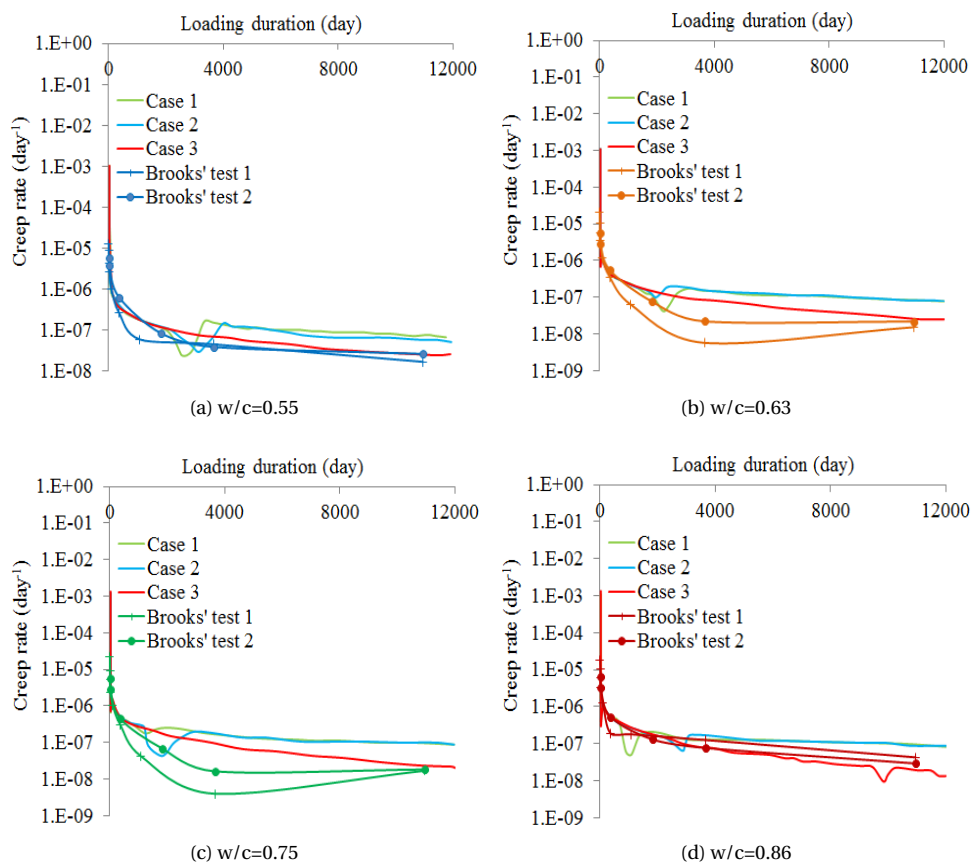 Loading duration (day)
1.E+00
0 4000 8000 12000
1.E-01
1.E-02
1.E-03
1.E-04
1.E-05
1.E-06
1.E-07
1.E-08
Creep rate (day-1)
Case 1
Case 2
Case 3
Brooks' test 1
Brooks' test 2
(a) w/c=0.55
Loading duration (day)
1.E+00
0 4000 8000 12000
1.E-01
1.E-02
1.E-03
1.E-04
1.E-05
1.E-06
1.E-07
1.E-08
1.E-09
Creep rate (day-1)
Case 1
Case 2
Case 3
Brooks' test 1
Brooks' test 2
(b) w/c=0.63
Loading duration (day)
1.E+00
0 4000 8000 12000
1.E-01
1.E-02
1.E-03
1.E-04
1.E-05
1.E-06
1.E-07
1.E-08
1.E-09
Creep rate (day-1)
Case 1
Case 2
Case 3
Brooks' test 1
Brooks' test 2
(c) w/c=0.75
Loading duration (day)
1.E+00
0 4000 8000 12000
1.E-01
1.E-02
1.E-03
1.E-04
1.E-05
1.E-06
1.E-07
1.E-08
1.E-09
Creep rate (day-1)
Case 1
Case 2
Case 3
Brooks' test 1
Brooks' test 2
(d) w/c=0.86